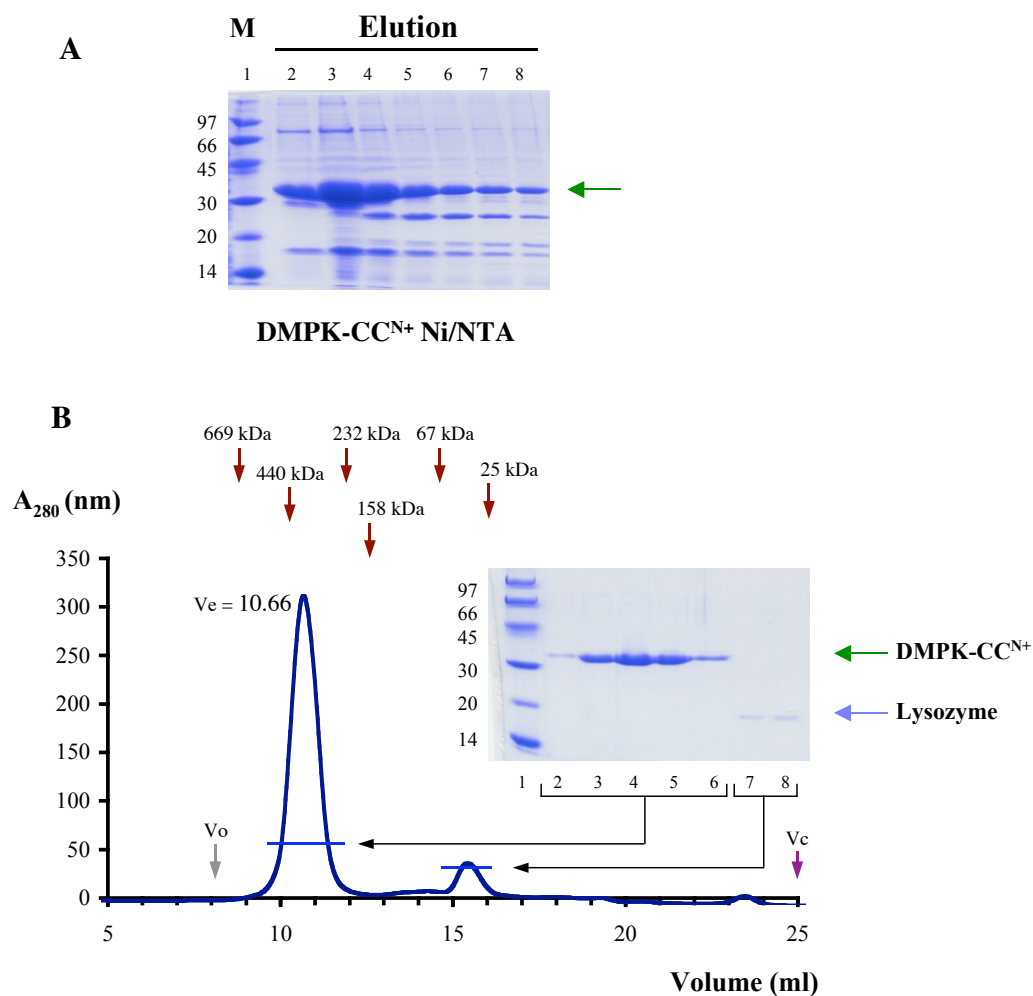 A
M
Elution
1 2 3 4 5 6 7 8
97
66
45
30
20
14
DMPK-CCN+ Ni/NTA
B
669 kDa
232 kDa
67 kDa
440 kDa
25 kDa
158 kDa
A280 (nm)
350
300
250
200
150
100
50
0
Ve = 10.66
Vo
Vc
97
66
45
30
20
14
DMPK-CCN+
Lysozyme
1 2 3 4 5 6 7 8
5 10 15 20 25
Volume (ml)